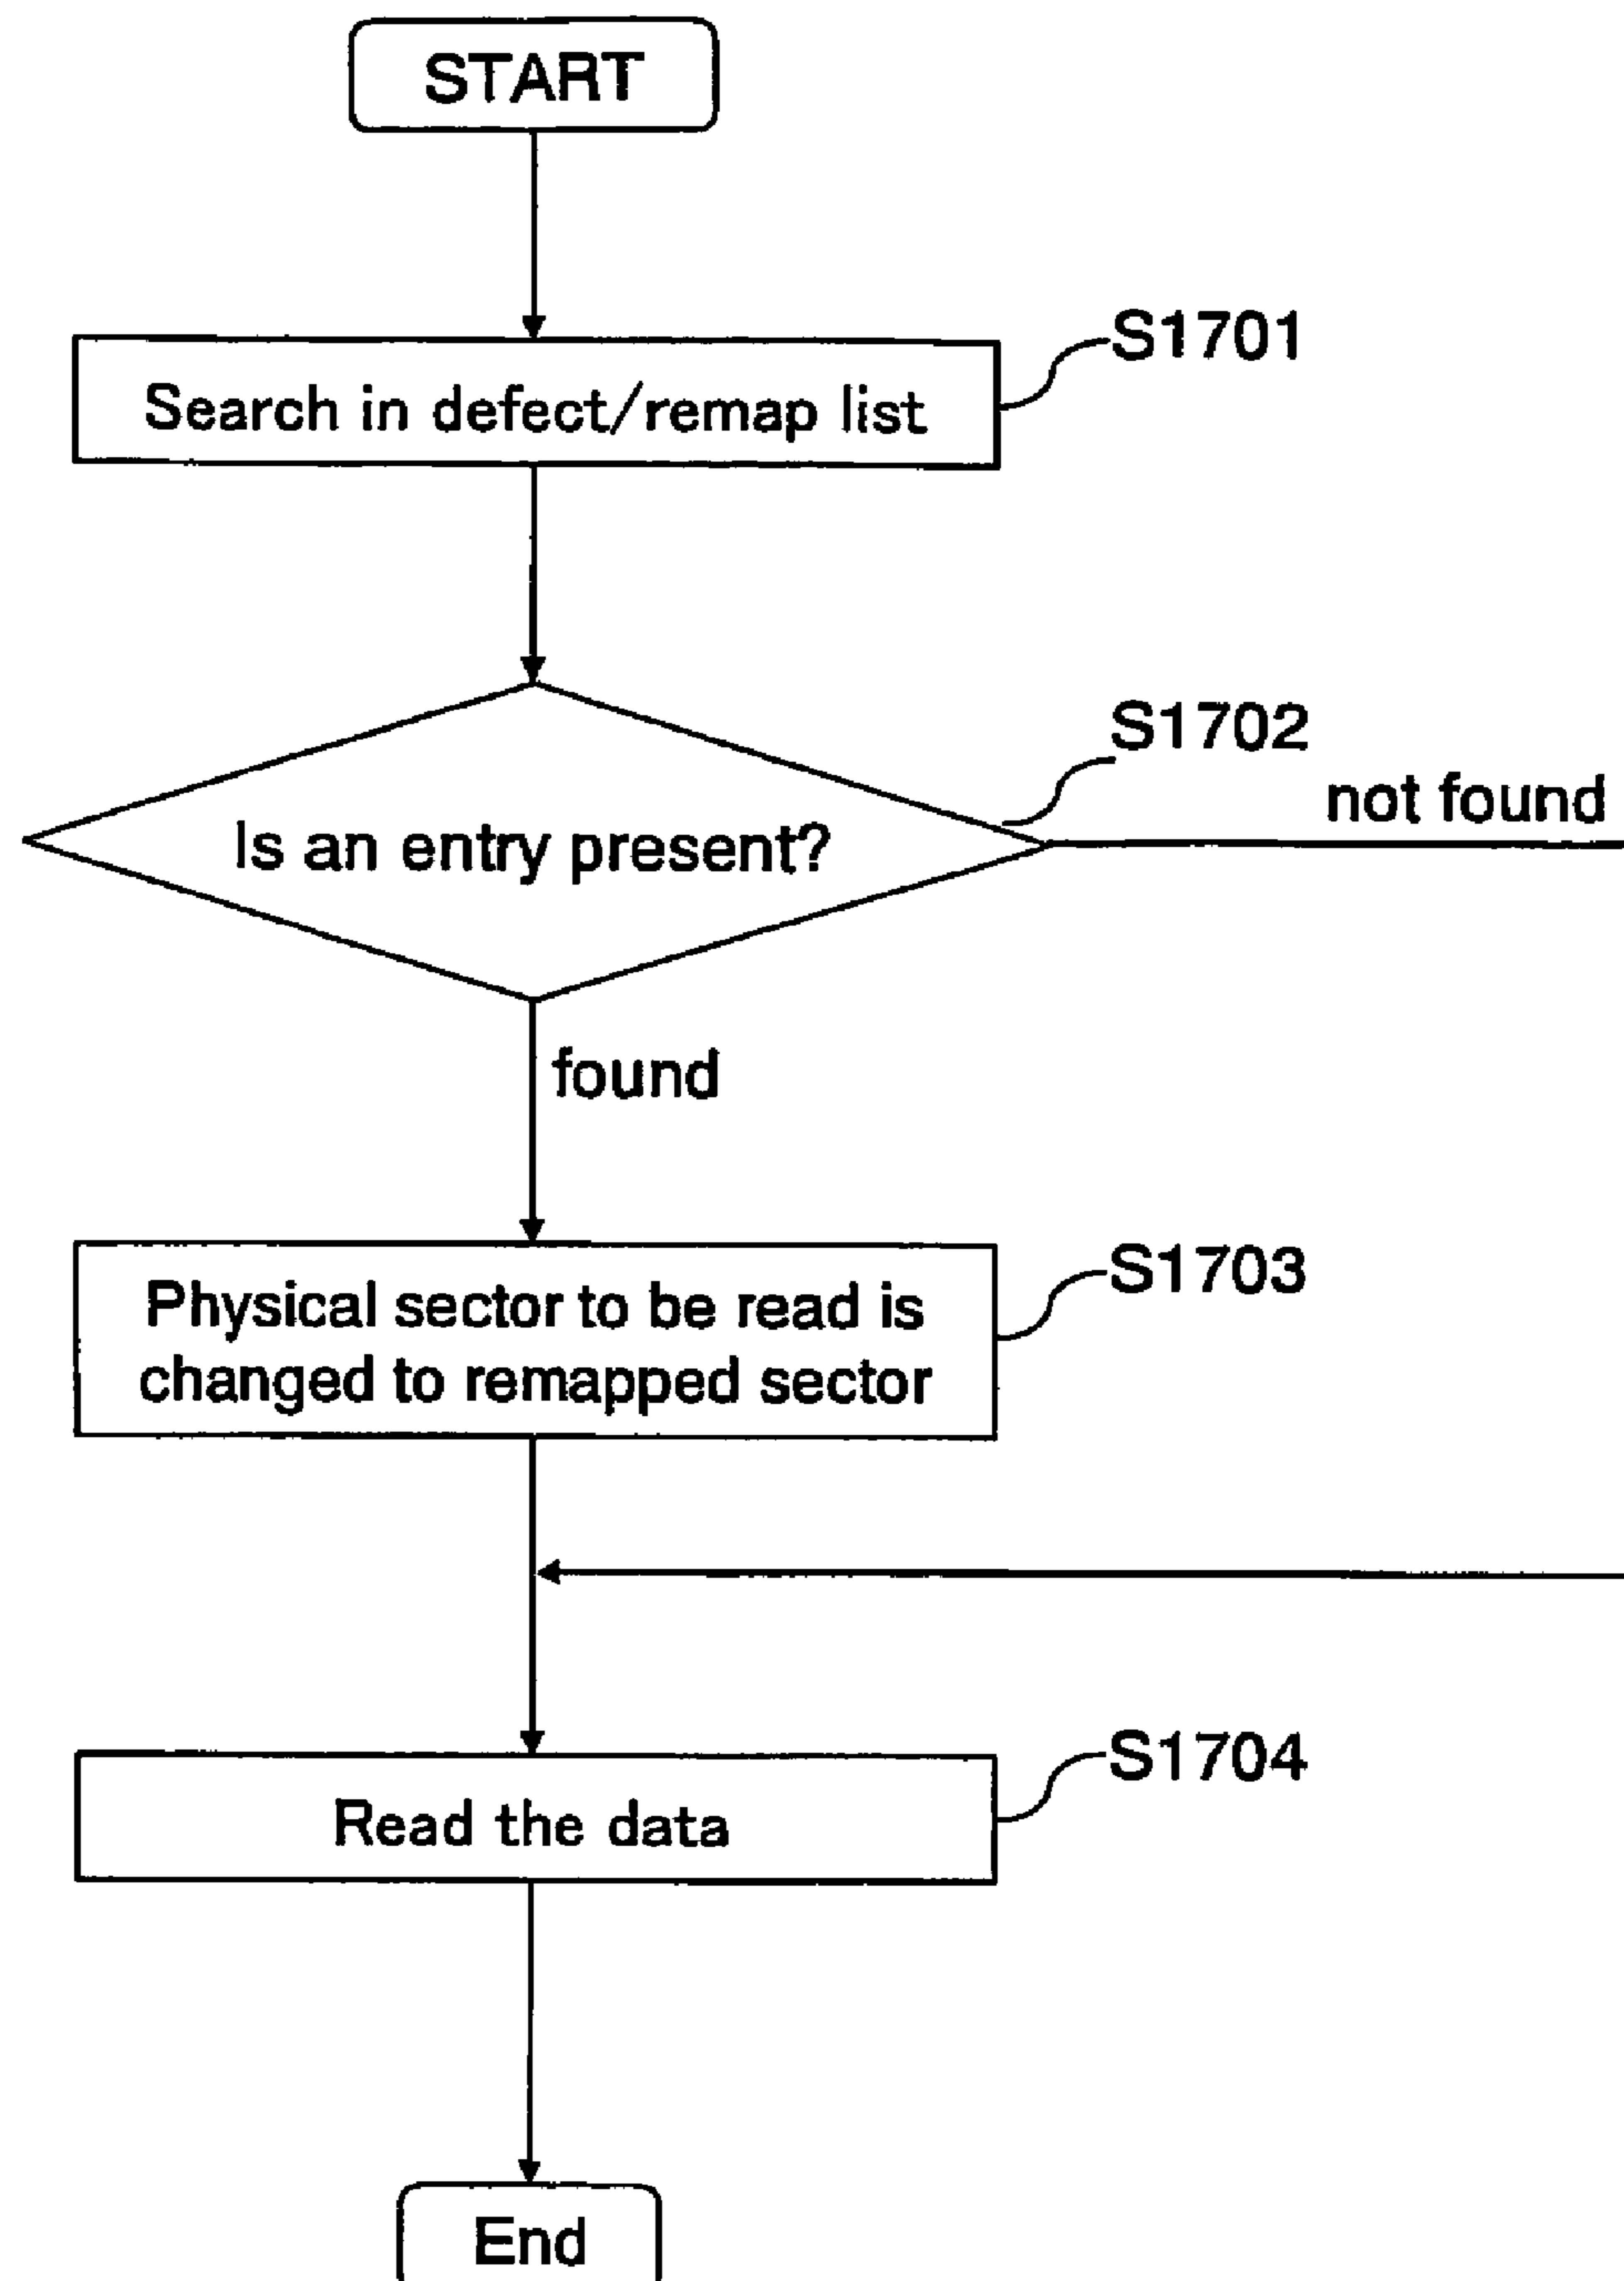 START
S1701
Search in defect/remap list
S1702
not found
Is an entry present?
found
S1703
Physical sector to be read is
changed to remapped sector
S1704
Read the data
End